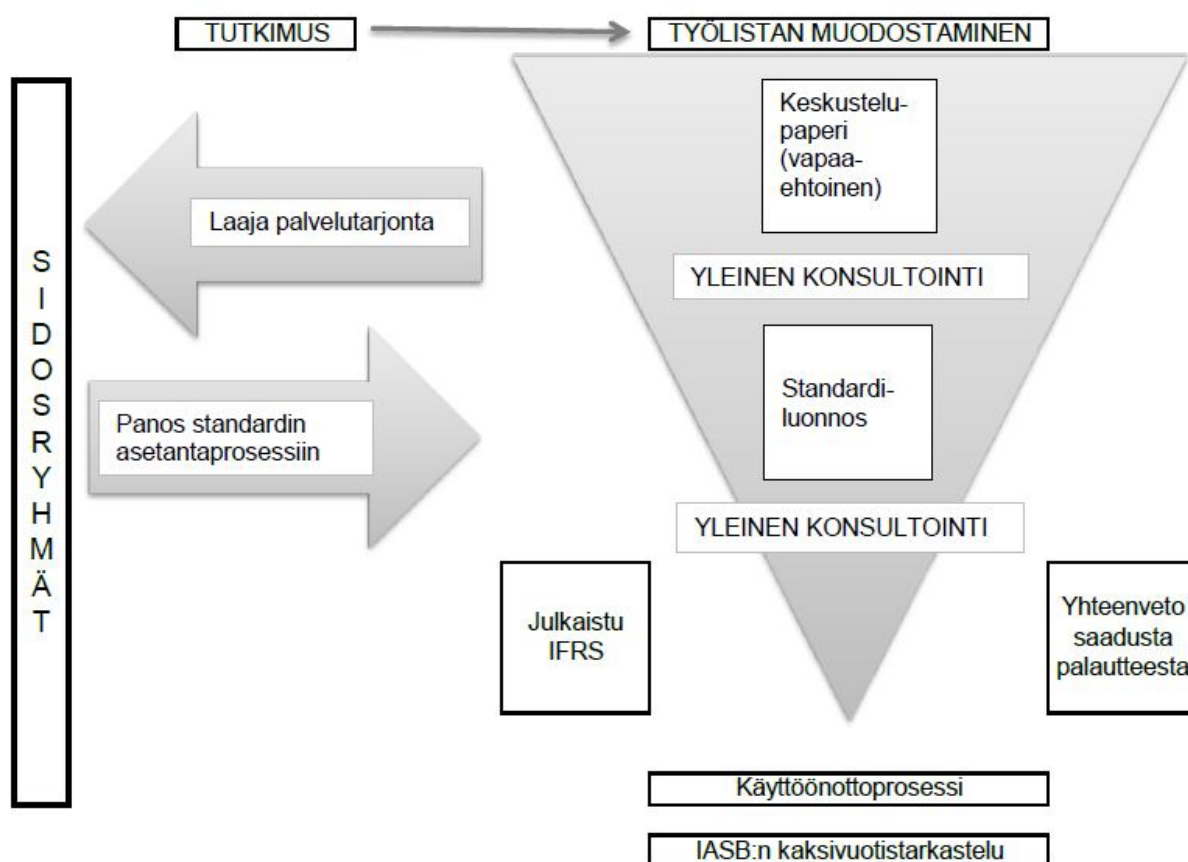 TUTKIMUS
TYÖLISTAN MUODOSTAMINEN
Keskustelu-
paperi
(vapaa-
ehtoinen)
Laaja palvelutarjonta
YLEINEN KONSULTOINTI
SIDOSRYHMÄT
Standardi-
luonnos
Panos standardin
asetantaprosessiin
YLEINEN KONSULTOINTI
Julkaistu
IFRS
Yhteenveto
saadusta
palautteesta
Käyttöönottoprosessi
IASB:n kaksivuotistarkastelu